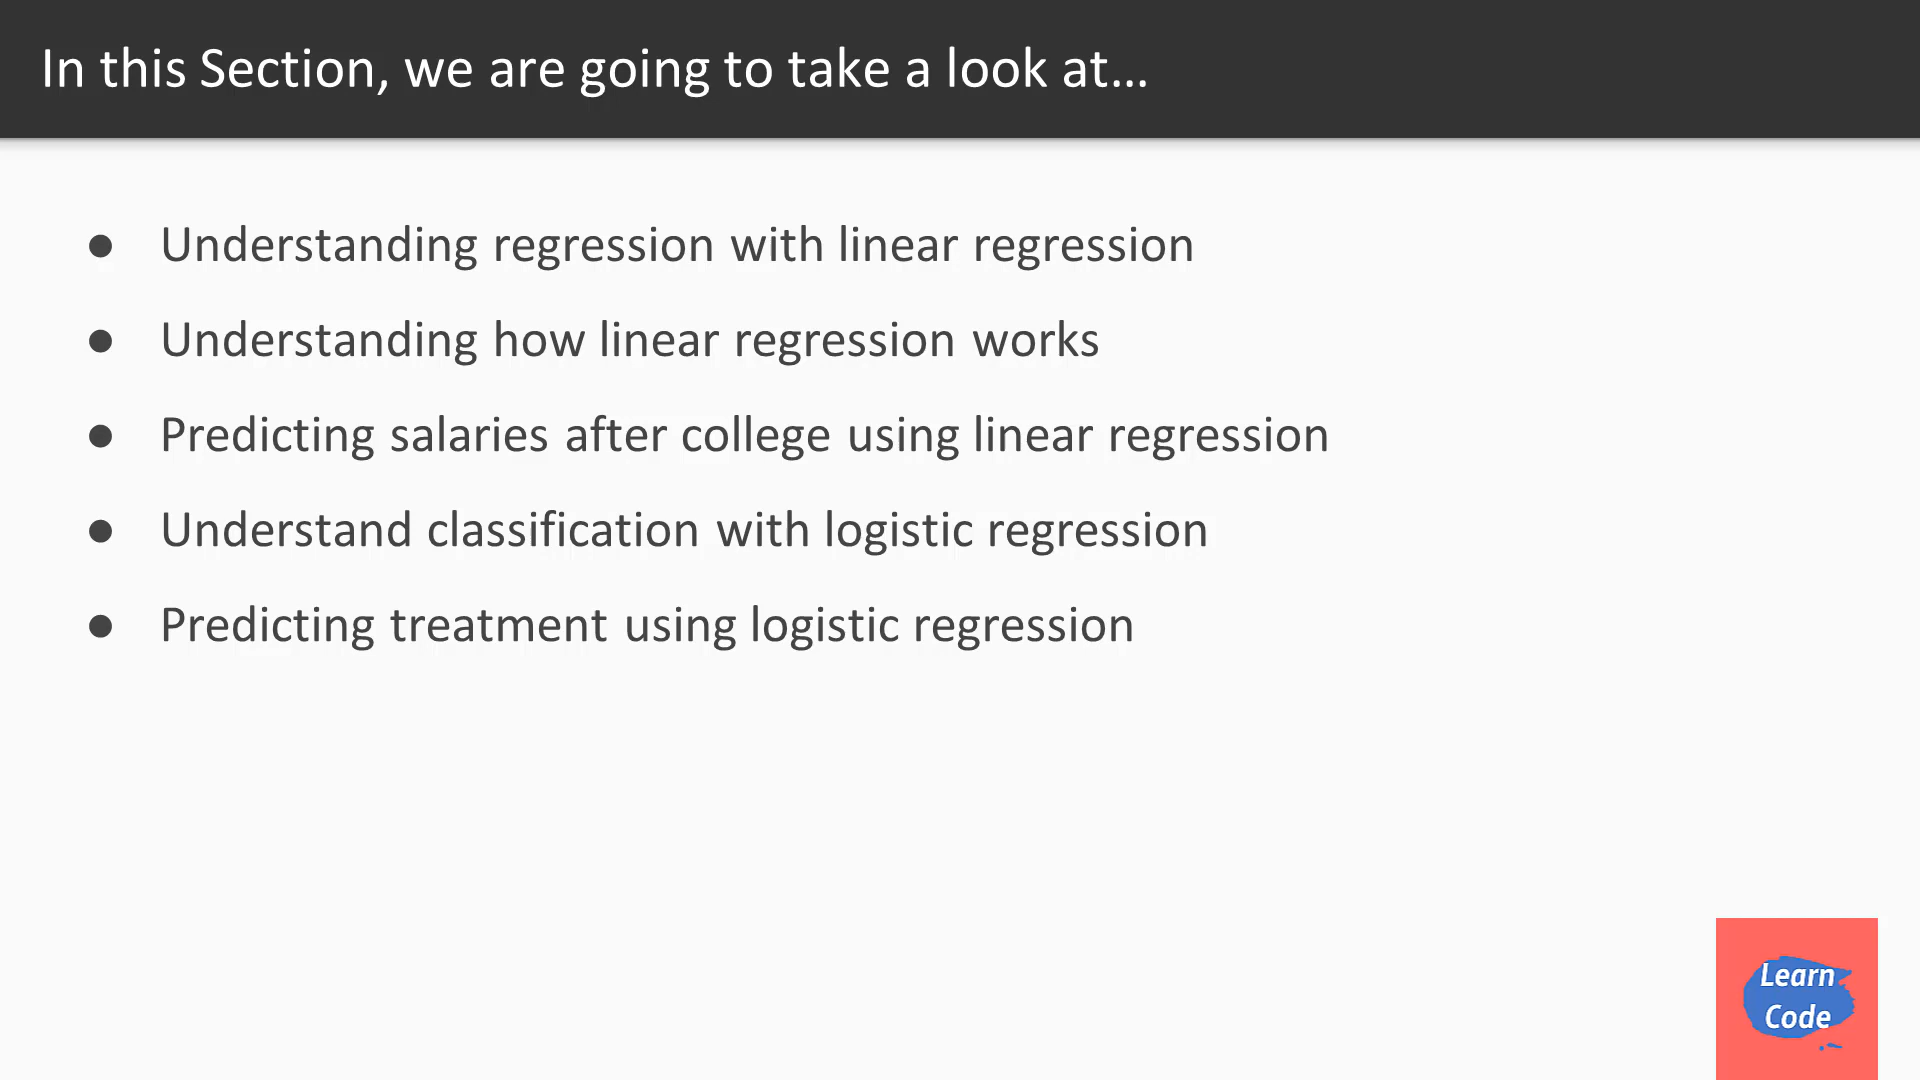 In this Section, we are going to take a look at...
● Understanding regression with linear regression
● Understanding how linear regression works
● Predicting salaries after college using linear regression
● Understand classification with logistic regression
● Predicting treatment using logistic regression
Learn
Code